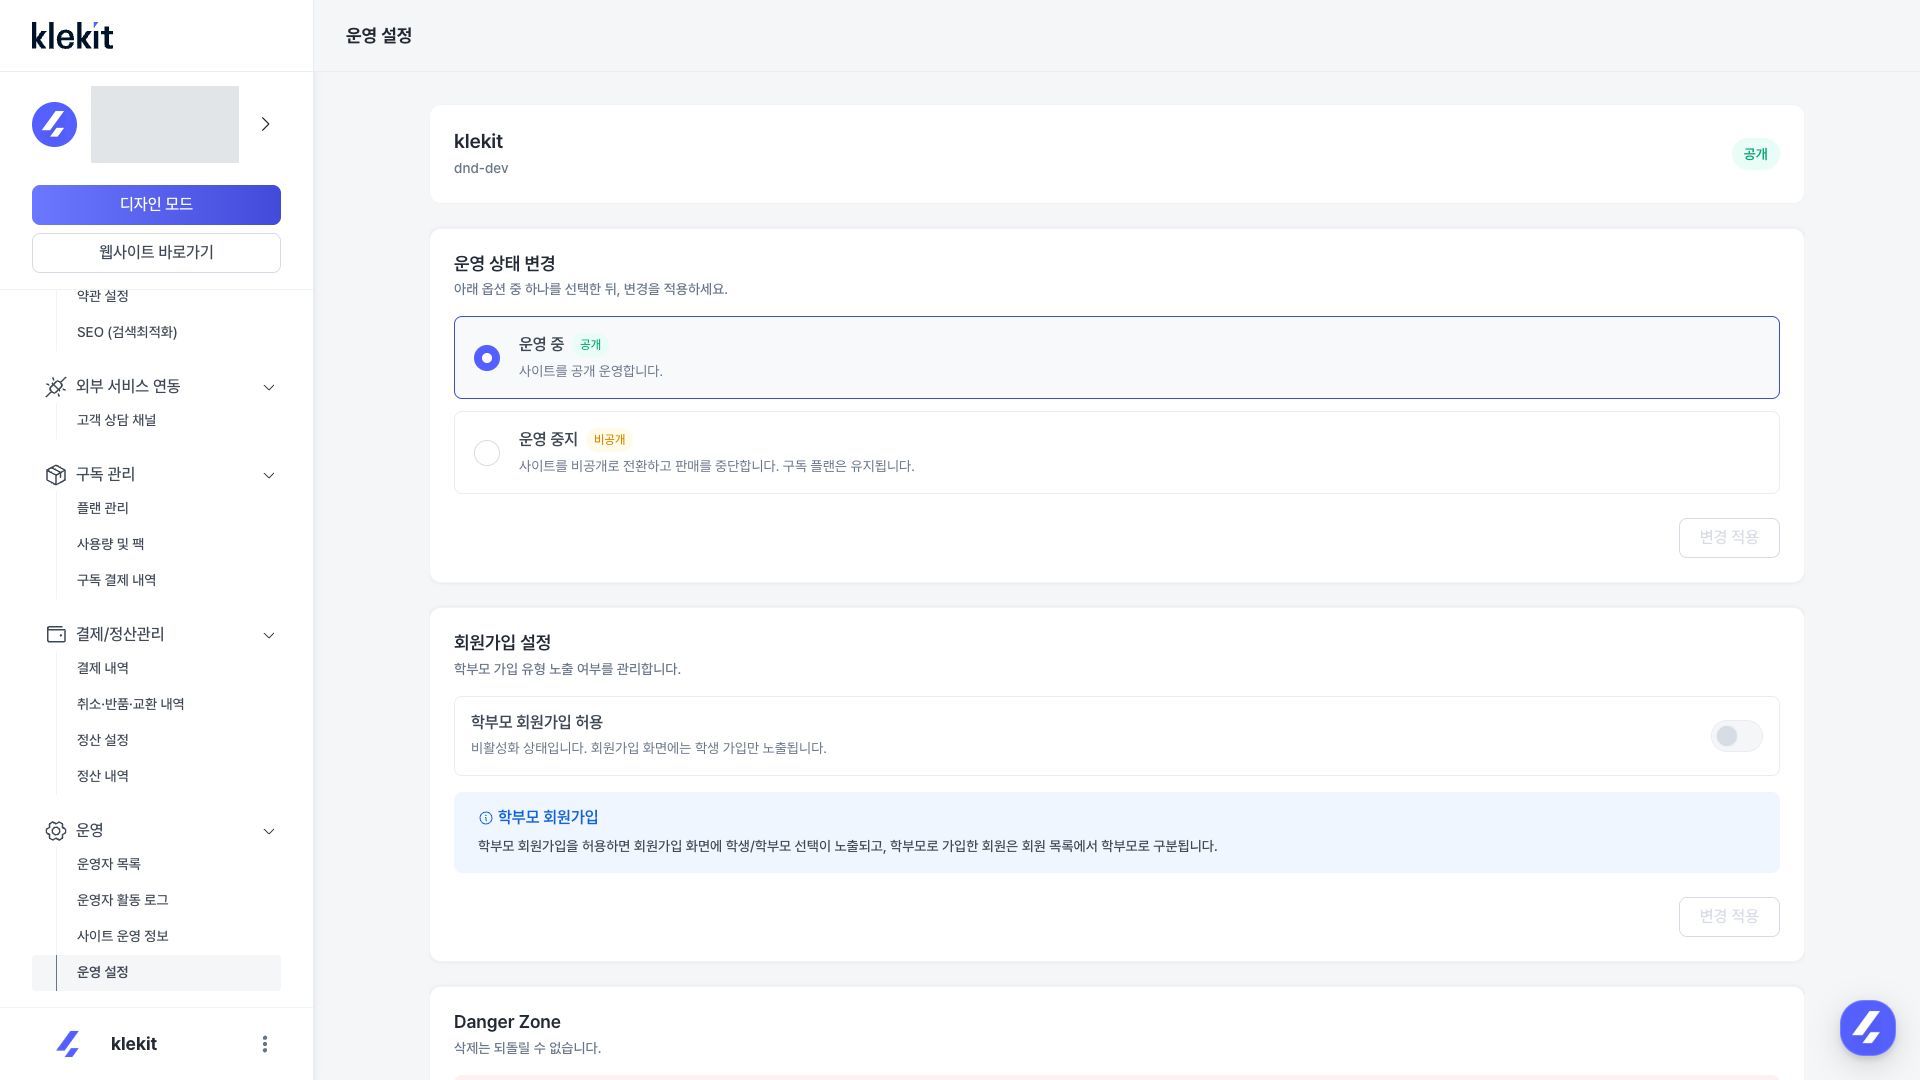 klekit
디자인 모드
웹사이트 바로가기
약관 설정
SEO (검색최적화)
외부 서비스 연동
고객 상담 채널
구독 관리
플랜 관리
사용량 및 팩
구독 결제 내역
결제/정산관리
결제 내역
취소·반품·교환 내역
정산 설정
정산 내역
운영
운영자 목록
운영자 활동 로그
사이트 운영 정보
운영 설정
klekit
운영 설정
klekit
dnd-dev
공개
운영 상태 변경
아래 옵션 중 하나를 선택한 뒤, 변경을 적용하세요.
운영 중 공개
사이트를 공개 운영합니다.
운영 중지 비공개
사이트를 비공개로 전환하고 판매를 중단합니다. 구독 플랜은 유지됩니다.
변경 적용
회원가입 설정
학부모 가입 유형 노출 여부를 관리합니다.
학부모 회원가입 허용
비활성화 상태입니다. 회원가입 화면에는 학생 가입만 노출됩니다.
학부모 회원가입
학부모 회원가입을 허용하면 회원가입 화면에 학생/학부모 선택이 노출되고, 학부모로 가입한 회원은 회원 목록에서 학부모로 구분됩니다.
변경 적용
Danger Zone
삭제는 되돌릴 수 없습니다.